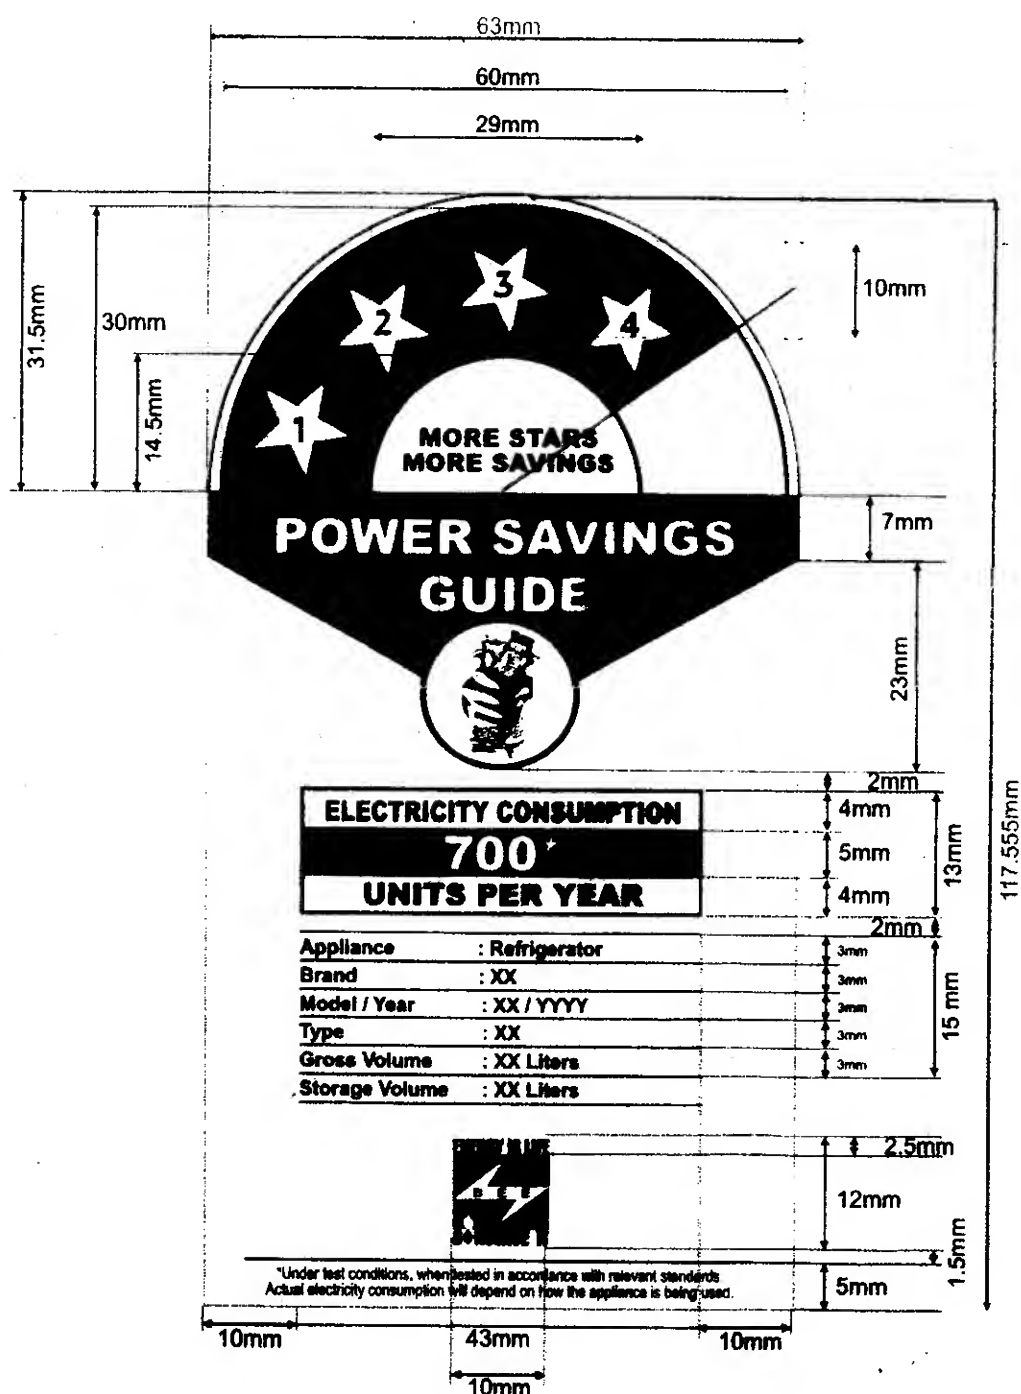 63mm
60mm
29mm
31.5mm
30mm
14.5mm
10mm
1
2
3
4
MORE STARS
MORE SAVINGS
7mm
POWER SAVINGS
GUIDE
23mm
117.555mm
2mm
ELECTRICITY CONSUMPTION
4mm
700*
5mm
13mm
UNITS PER YEAR
4mm
2mm
Appliance : Refrigerator
3mm
Brand : XX
3mm
Model / Year : XX / YYYY
3mm
15 mm
Type : XX
3mm
Gross Volume : XX Liters
3mm
Storage Volume : XX Liters
ENERGY IS LIFE
2.5mm
BEE
12mm
1.5mm
*Under test conditions, when tested in accordance with relevant standards
Actual electricity consumption will depend on how the appliance is being used.
5mm
10mm
43mm
10mm
10mm